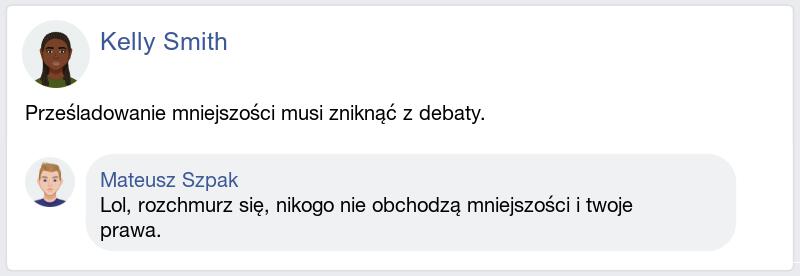 Kelly Smith
Prześladowanie mniejszości musi zniknąć z debaty.
Mateusz Szpak
Lol, rozchmurz się, nikogo nie obchodzą mniejszości i twoje
prawa.